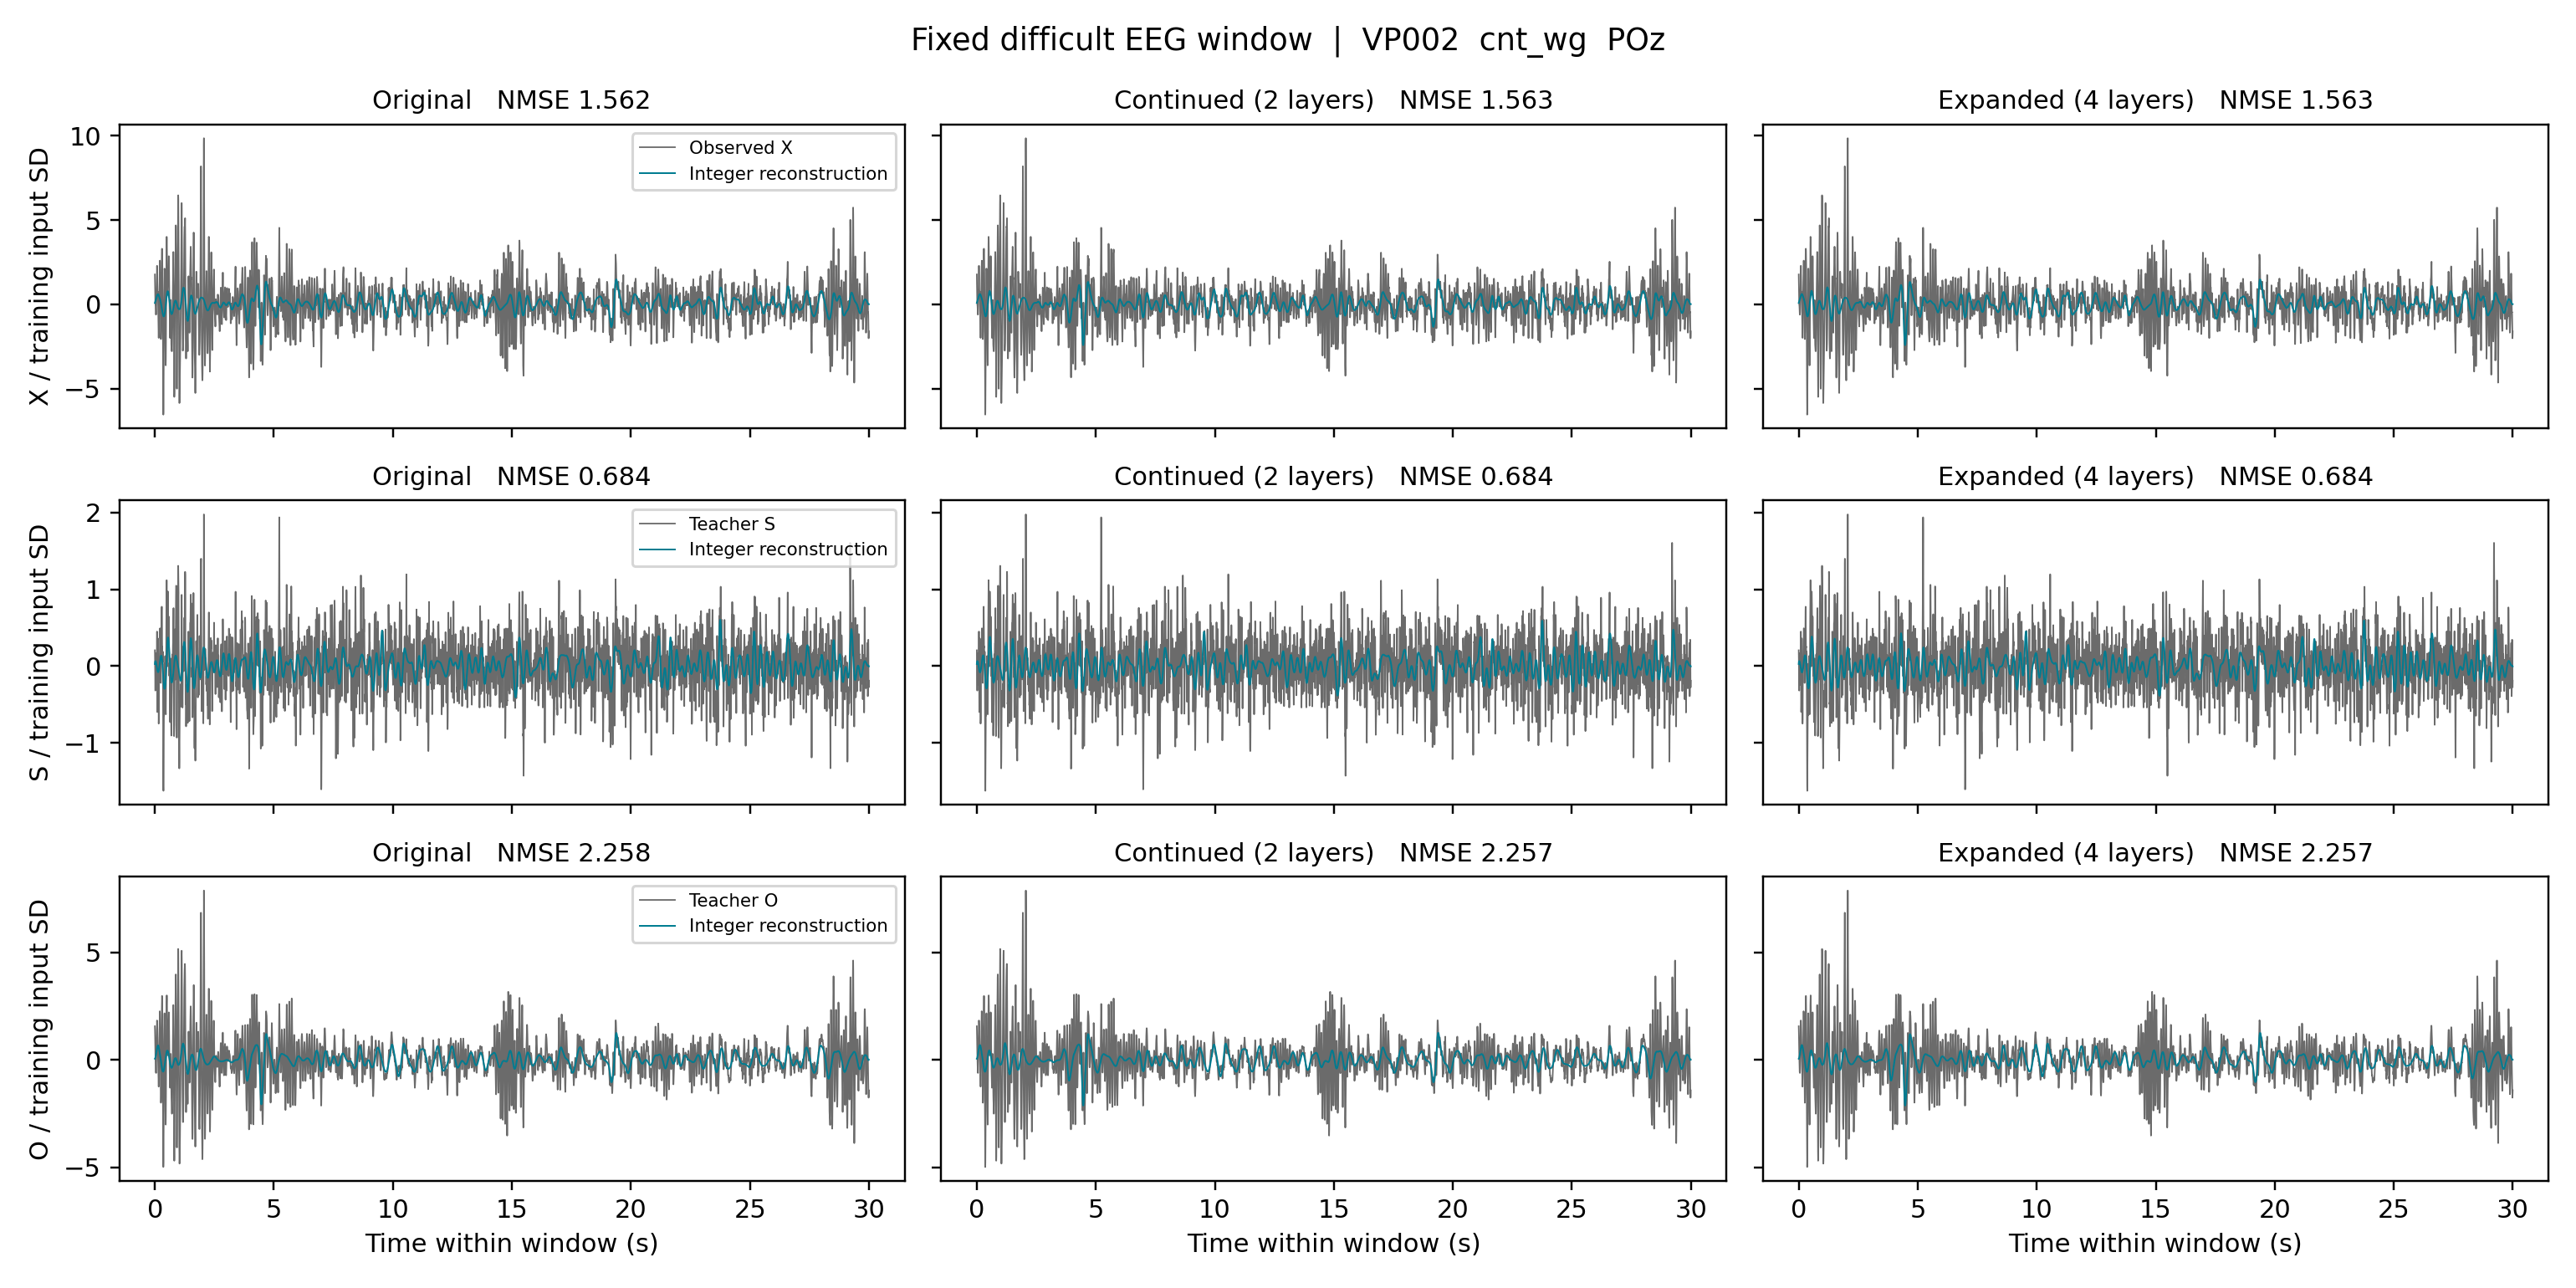 Fixed difficult EEG window | VP002 cnt_wg POz
Original NMSE 1.562
Continued (2 layers) NMSE 1.563
Expanded (4 layers) NMSE 1.563
X / training input SD
10
5
0
−5
Observed X
Integer reconstruction
Original NMSE 0.684
Continued (2 layers) NMSE 0.684
Expanded (4 layers) NMSE 0.684
S / training input SD
2
1
0
−1
Teacher S
Integer reconstruction
Original NMSE 2.258
Continued (2 layers) NMSE 2.257
Expanded (4 layers) NMSE 2.257
O / training input SD
5
0
−5
Teacher O
Integer reconstruction
0 5 10 15 20 25 30
0 5 10 15 20 25 30
0 5 10 15 20 25 30
Time within window (s)
Time within window (s)
Time within window (s)